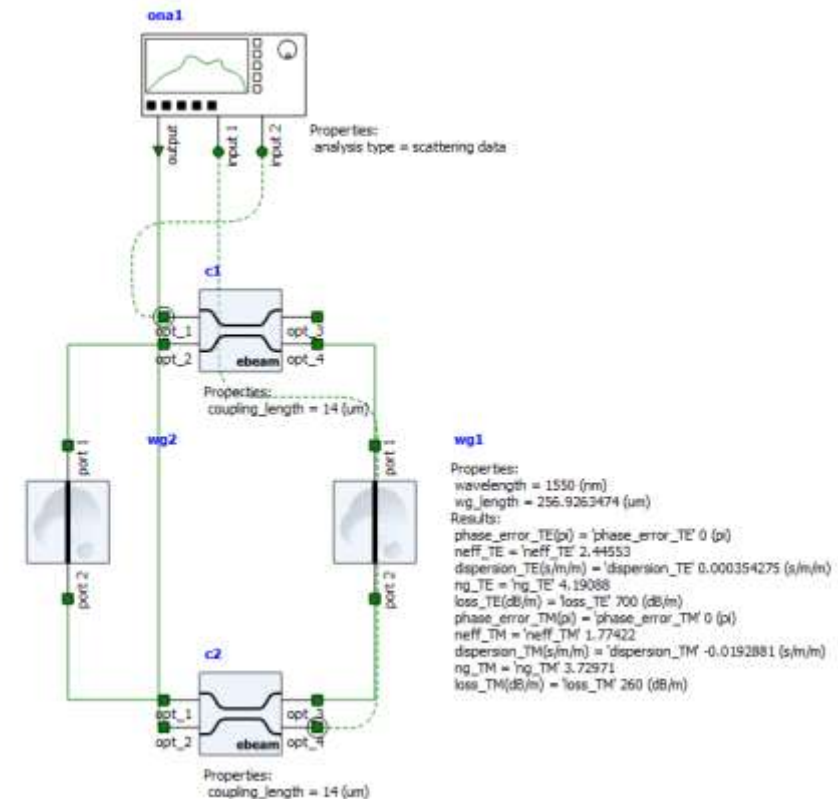 ona1
output
input 1
input 2
Properties:
analysis type = scattering data
c1
opt_1
opt_3
opt_2
ebeam
opt_4
Properties:
coupling_length = 14 (um)
port 1
wg2
port 1
wg1
Properties:
wavelength = 1550 (nm)
wg_length = 256.9263474 (um)
Results:
phase_error_TE(pi) = 'phase_error_TE' 0 (pi)
neff_TE = 'neff_TE' 2.44553
dispersion_TE(s/m/m) = 'dispersion_TE' 0.000354275 (s/m/m)
ng_TE = 'ng_TE' 4.19088
loss_TE(dB/m) = 'loss_TE' 700 (dB/m)
phase_error_TM(pi) = 'phase_error_TM' 0 (pi)
neff_TM = 'neff_TM' 1.77422
dispersion_TM(s/m/m) = 'dispersion_TM' -0.0192881 (s/m/m)
ng_TM = 'ng_TM' 3.72971
loss_TM(dB/m) = 'loss_TM' 260 (dB/m)
port 2
port 2
c2
opt_1
opt_3
opt_2
ebeam
opt_4
Properties:
coupling_length = 14 (um)